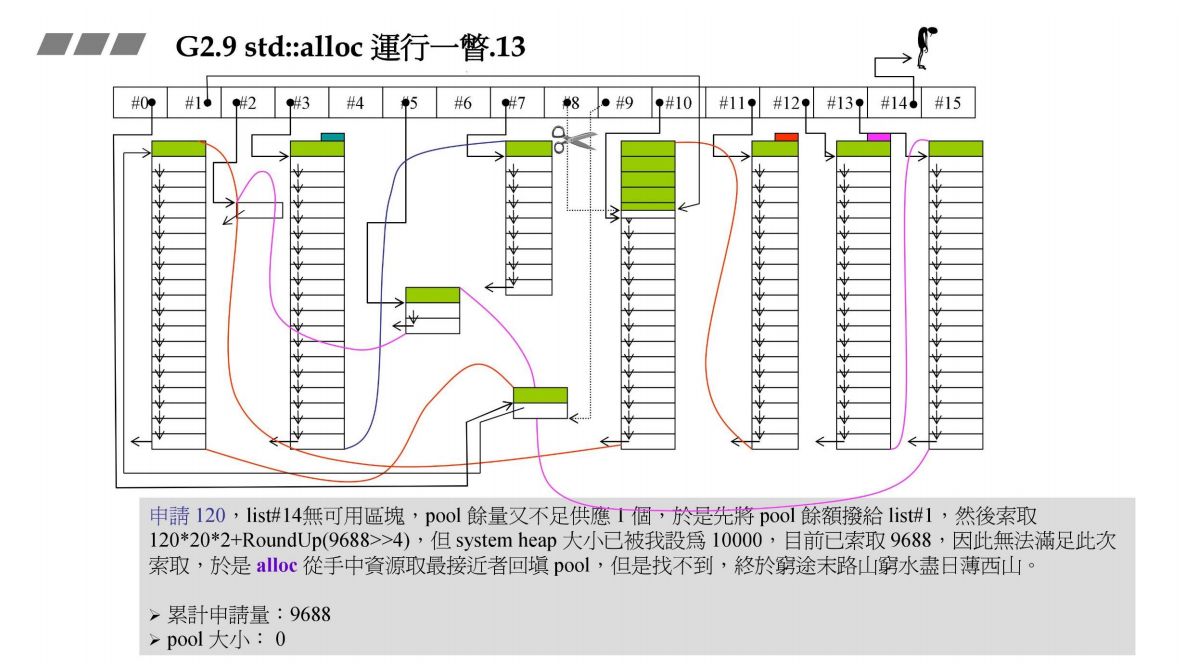 G2.9 std::alloc 運行一瞥.13
#0 #1 #2 #3 #4 #5 #6 #7 #8 #9 #10 #11 #12 #13 #14 #15
申請 120，list#14無可用區塊，pool 餘量又不足供應 1 個，於是先將 pool 餘額撥給 list#1，然後索取
120*20*2+RoundUp(9688>>4)，但 system heap 大小已被我設為 10000，目前已索取 9688，因此無法滿足此次
索取，於是 alloc 從手中資源取最接近者回填 pool，但是找不到，終於窮途末路山窮水盡日薄西山。
➢ 累計申請量：9688
➢ pool 大小： 0